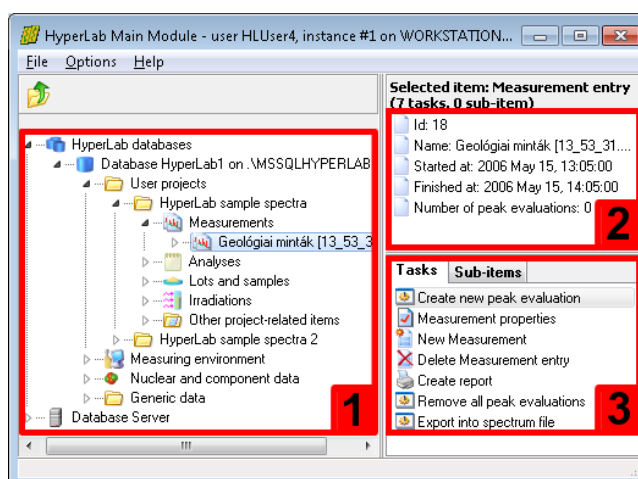 HyperLab Main Module - user HLUser4, instance #1 on WORKSTATION...
File Options Help
HyperLab databases
Database HyperLab1 on .\MSSQLHYPERLAB
User projects
HyperLab sample spectra
Measurements
Geológiai minták [13_53_3
Analyses
Lots and samples
Irradiations
Other project-related items
HyperLab sample spectra 2
Measuring environment
Nuclear and component data
Generic data
Database Server
1
Selected item: Measurement entry
(7 tasks, 0 sub-item)
Id: 18
Name: Geológiai minták [13_53_31....
Started at: 2006 May 15, 13:05:00
Finished at: 2006 May 15, 14:05:00
Number of peak evaluations: 0
2
Tasks Sub-items
Create new peak evaluation
Measurement properties
New Measurement
Delete Measurement entry
Create report
Remove all peak evaluations
Export into spectrum file
3